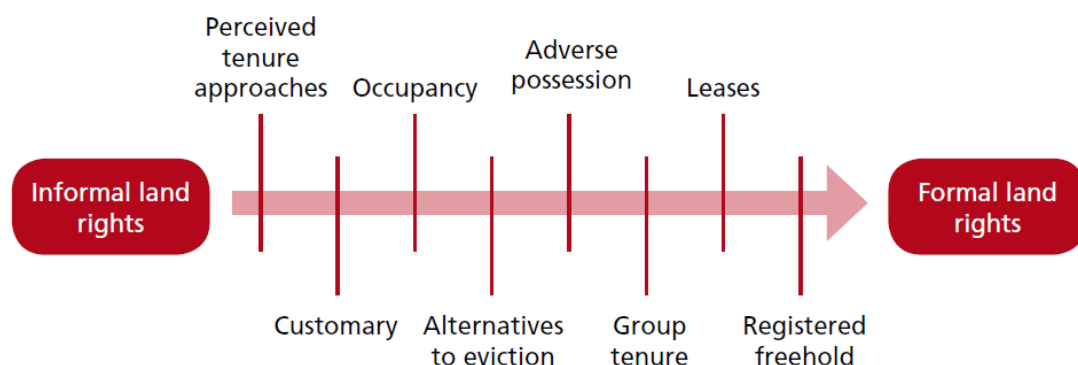 Perceived
tenure
approaches
Occupancy
Adverse
possession
Leases
Informal land
rights
Formal land
rights
Customary
Alternatives
to eviction
Group
tenure
Registered
freehold